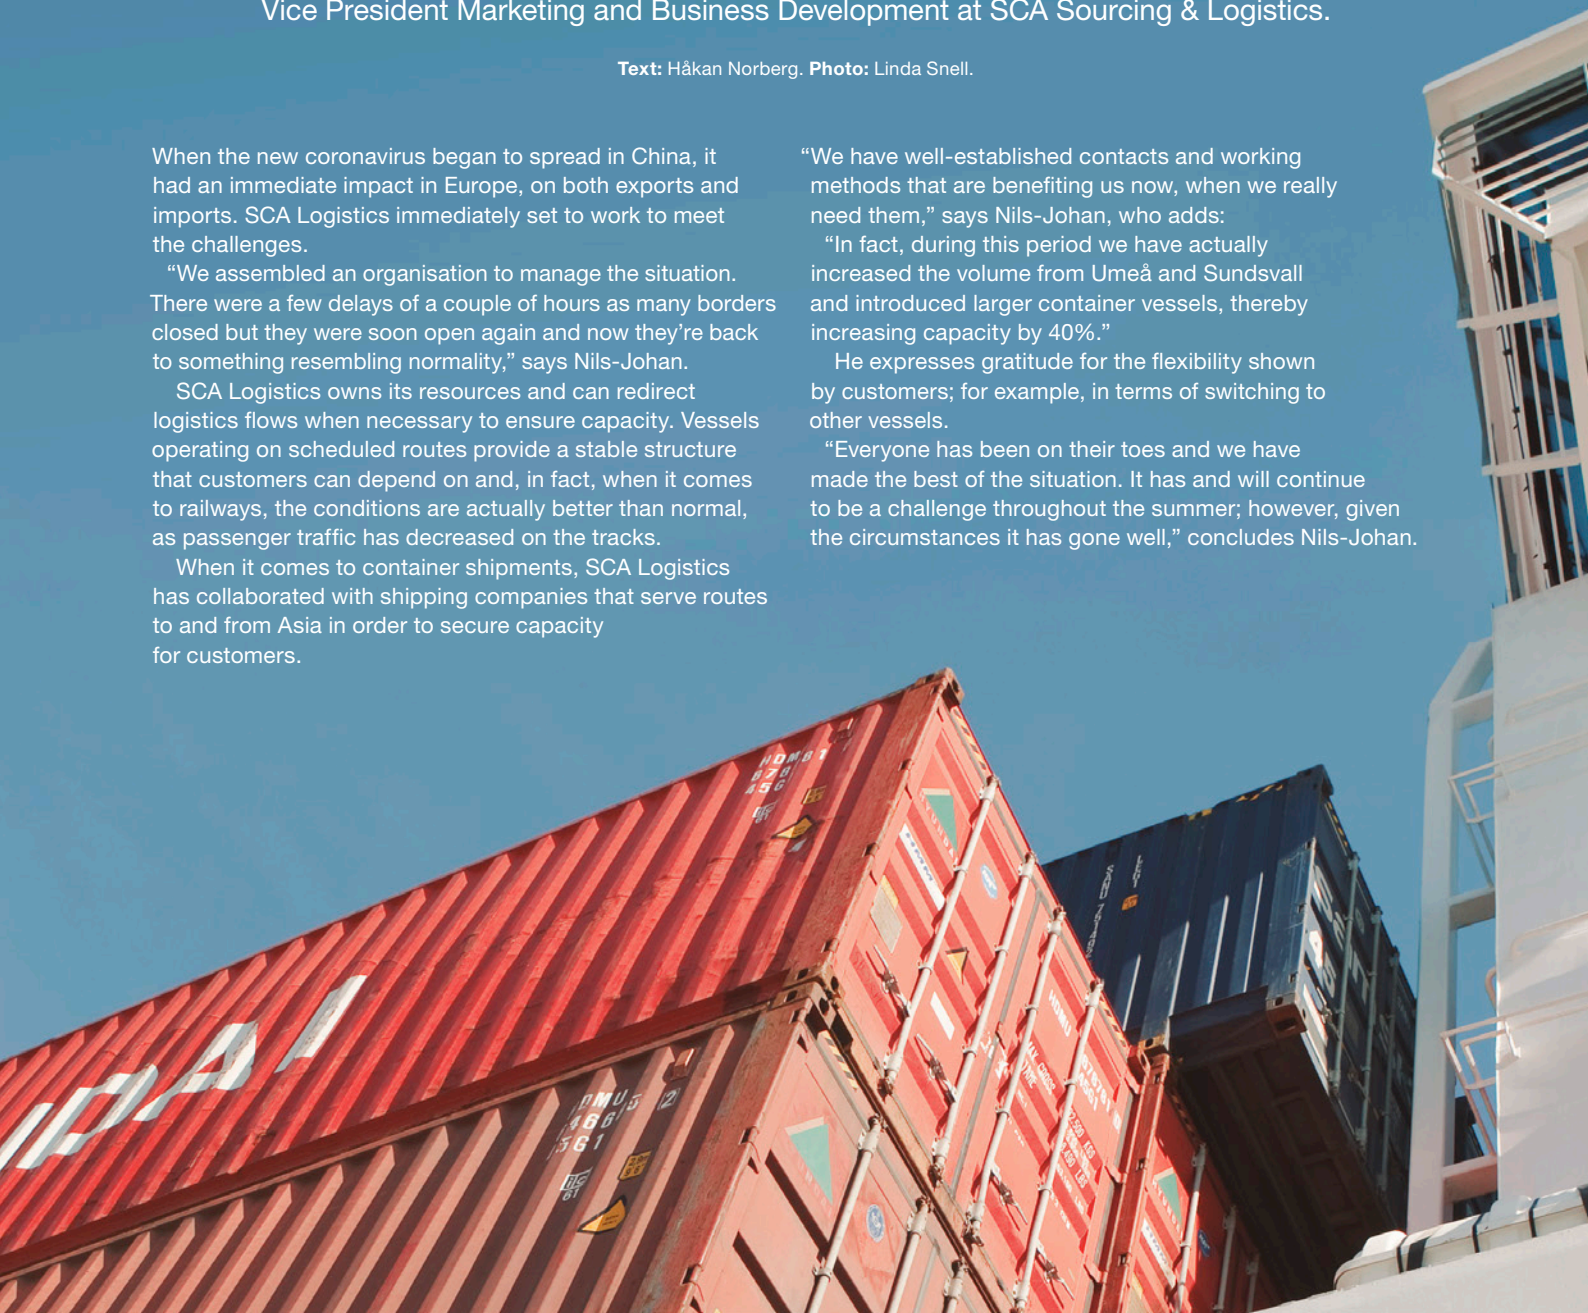 Vice President Marketing and Business Development at SCA Sourcing & Logistics.
Text: Håkan Norberg. Photo: Linda Snell.
When the new coronavirus began to spread in China, it
had an immediate impact in Europe, on both exports and
imports. SCA Logistics immediately set to work to meet
the challenges.
“We assembled an organisation to manage the situation.
There were a few delays of a couple of hours as many borders
closed but they were soon open again and now they’re back
to something resembling normality,” says Nils-Johan.
SCA Logistics owns its resources and can redirect
logistics flows when necessary to ensure capacity. Vessels
operating on scheduled routes provide a stable structure
that customers can depend on and, in fact, when it comes
to railways, the conditions are actually better than normal,
as passenger traffic has decreased on the tracks.
When it comes to container shipments, SCA Logistics
has collaborated with shipping companies that serve routes
to and from Asia in order to secure capacity
for customers.
“We have well-established contacts and working
methods that are benefiting us now, when we really
need them,” says Nils-Johan, who adds:
“In fact, during this period we have actually
increased the volume from Umeå and Sundsvall
and introduced larger container vessels, thereby
increasing capacity by 40%.”
He expresses gratitude for the flexibility shown
by customers; for example, in terms of switching to
other vessels.
“Everyone has been on their toes and we have
made the best of the situation. It has and will continue
to be a challenge throughout the summer; however, given
the circumstances it has gone well,” concludes Nils-Johan.
HMM
HDMU
MAX. GROSS